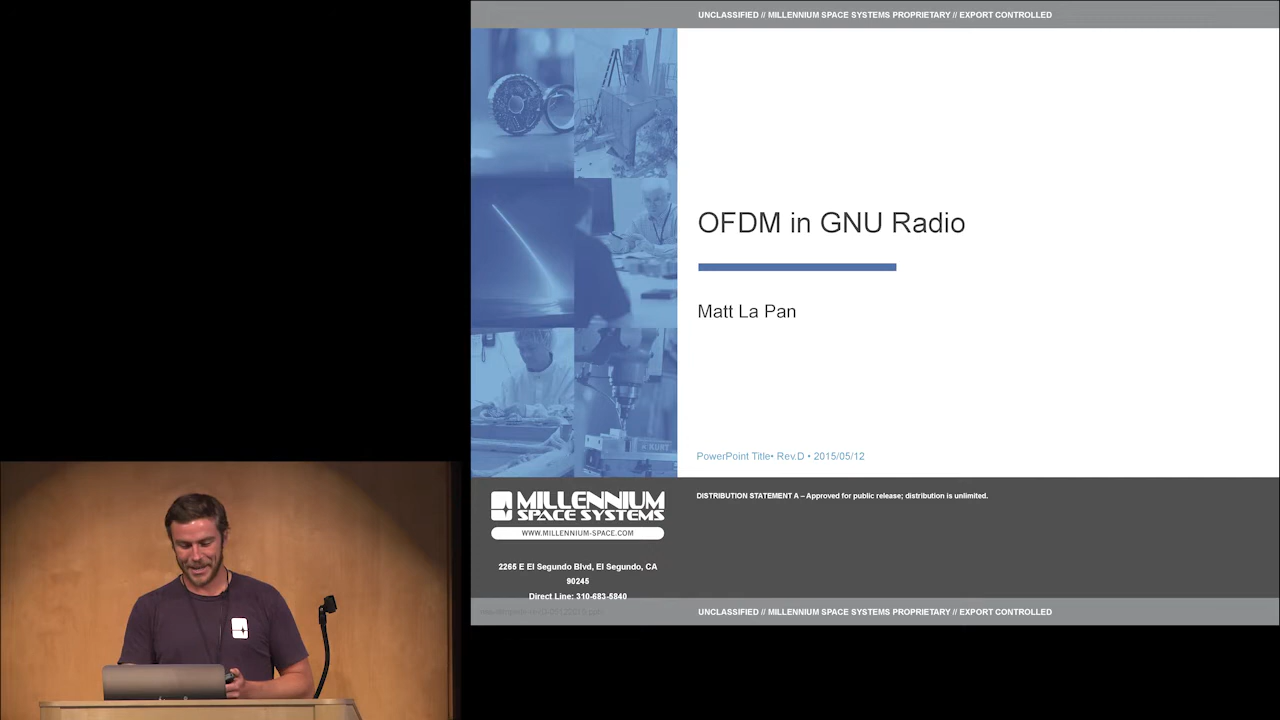 UNCLASSIFIED // MILLENNIUM SPACE SYSTEMS PROPRIETARY // EXPORT CONTROLLED
OFDM in GNU Radio
Matt La Pan
PowerPoint Title• Rev.D • 2015/05/12
MILLENNIUM
SPACE SYSTEMS
WWW.MILLENNIUM-SPACE.COM
DISTRIBUTION STATEMENT A – Approved for public release; distribution is unlimited.
2265 E El Segundo Blvd, El Segundo, CA
90245
Direct Line: 310-683-5840
UNCLASSIFIED // MILLENNIUM SPACE SYSTEMS PROPRIETARY // EXPORT CONTROLLED